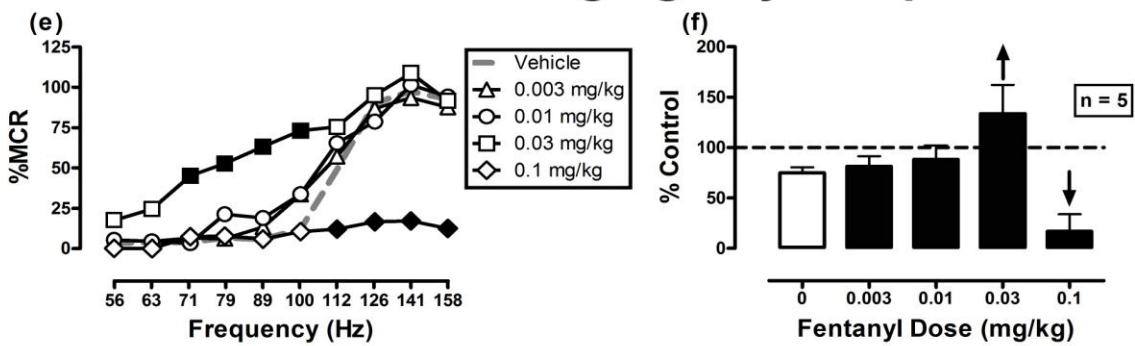 (e)
125
100
75
50
25
0
%MCR
56 63 71 79 89 100 112 126 141 158
Frequency (Hz)
Vehicle
0.003 mg/kg
0.01 mg/kg
0.03 mg/kg
0.1 mg/kg
(f)
200
150
100
50
0
% Control
n = 5
0 0.003 0.01 0.03 0.1
Fentanyl Dose (mg/kg)